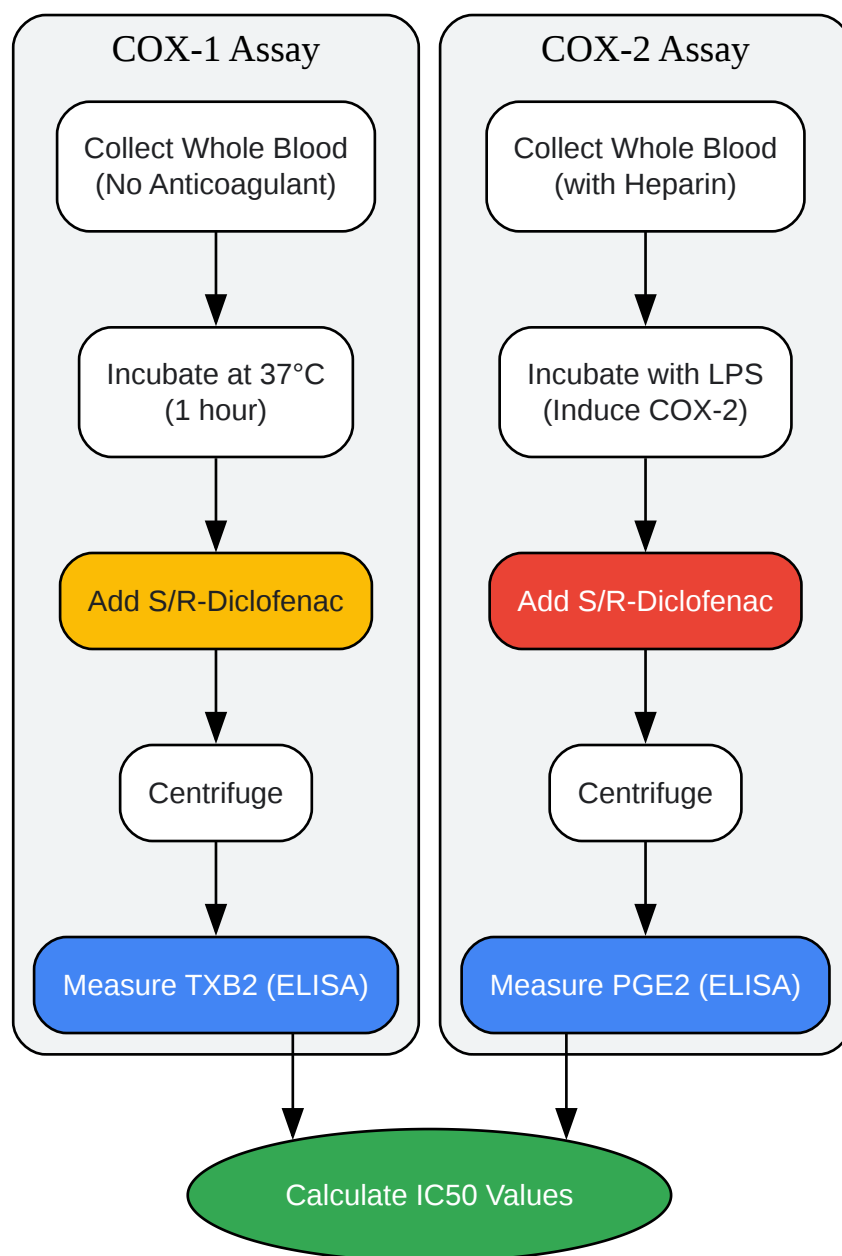 COX-1 Assay
Collect Whole Blood
(No Anticoagulant)
Incubate at 37°C
(1 hour)
Add S/R-Diclofenac
Centrifuge
Measure TXB2 (ELISA)
COX-2 Assay
Collect Whole Blood
(with Heparin)
Incubate with LPS
(Induce COX-2)
Add S/R-Diclofenac
Centrifuge
Measure PGE2 (ELISA)
Calculate IC50 Values